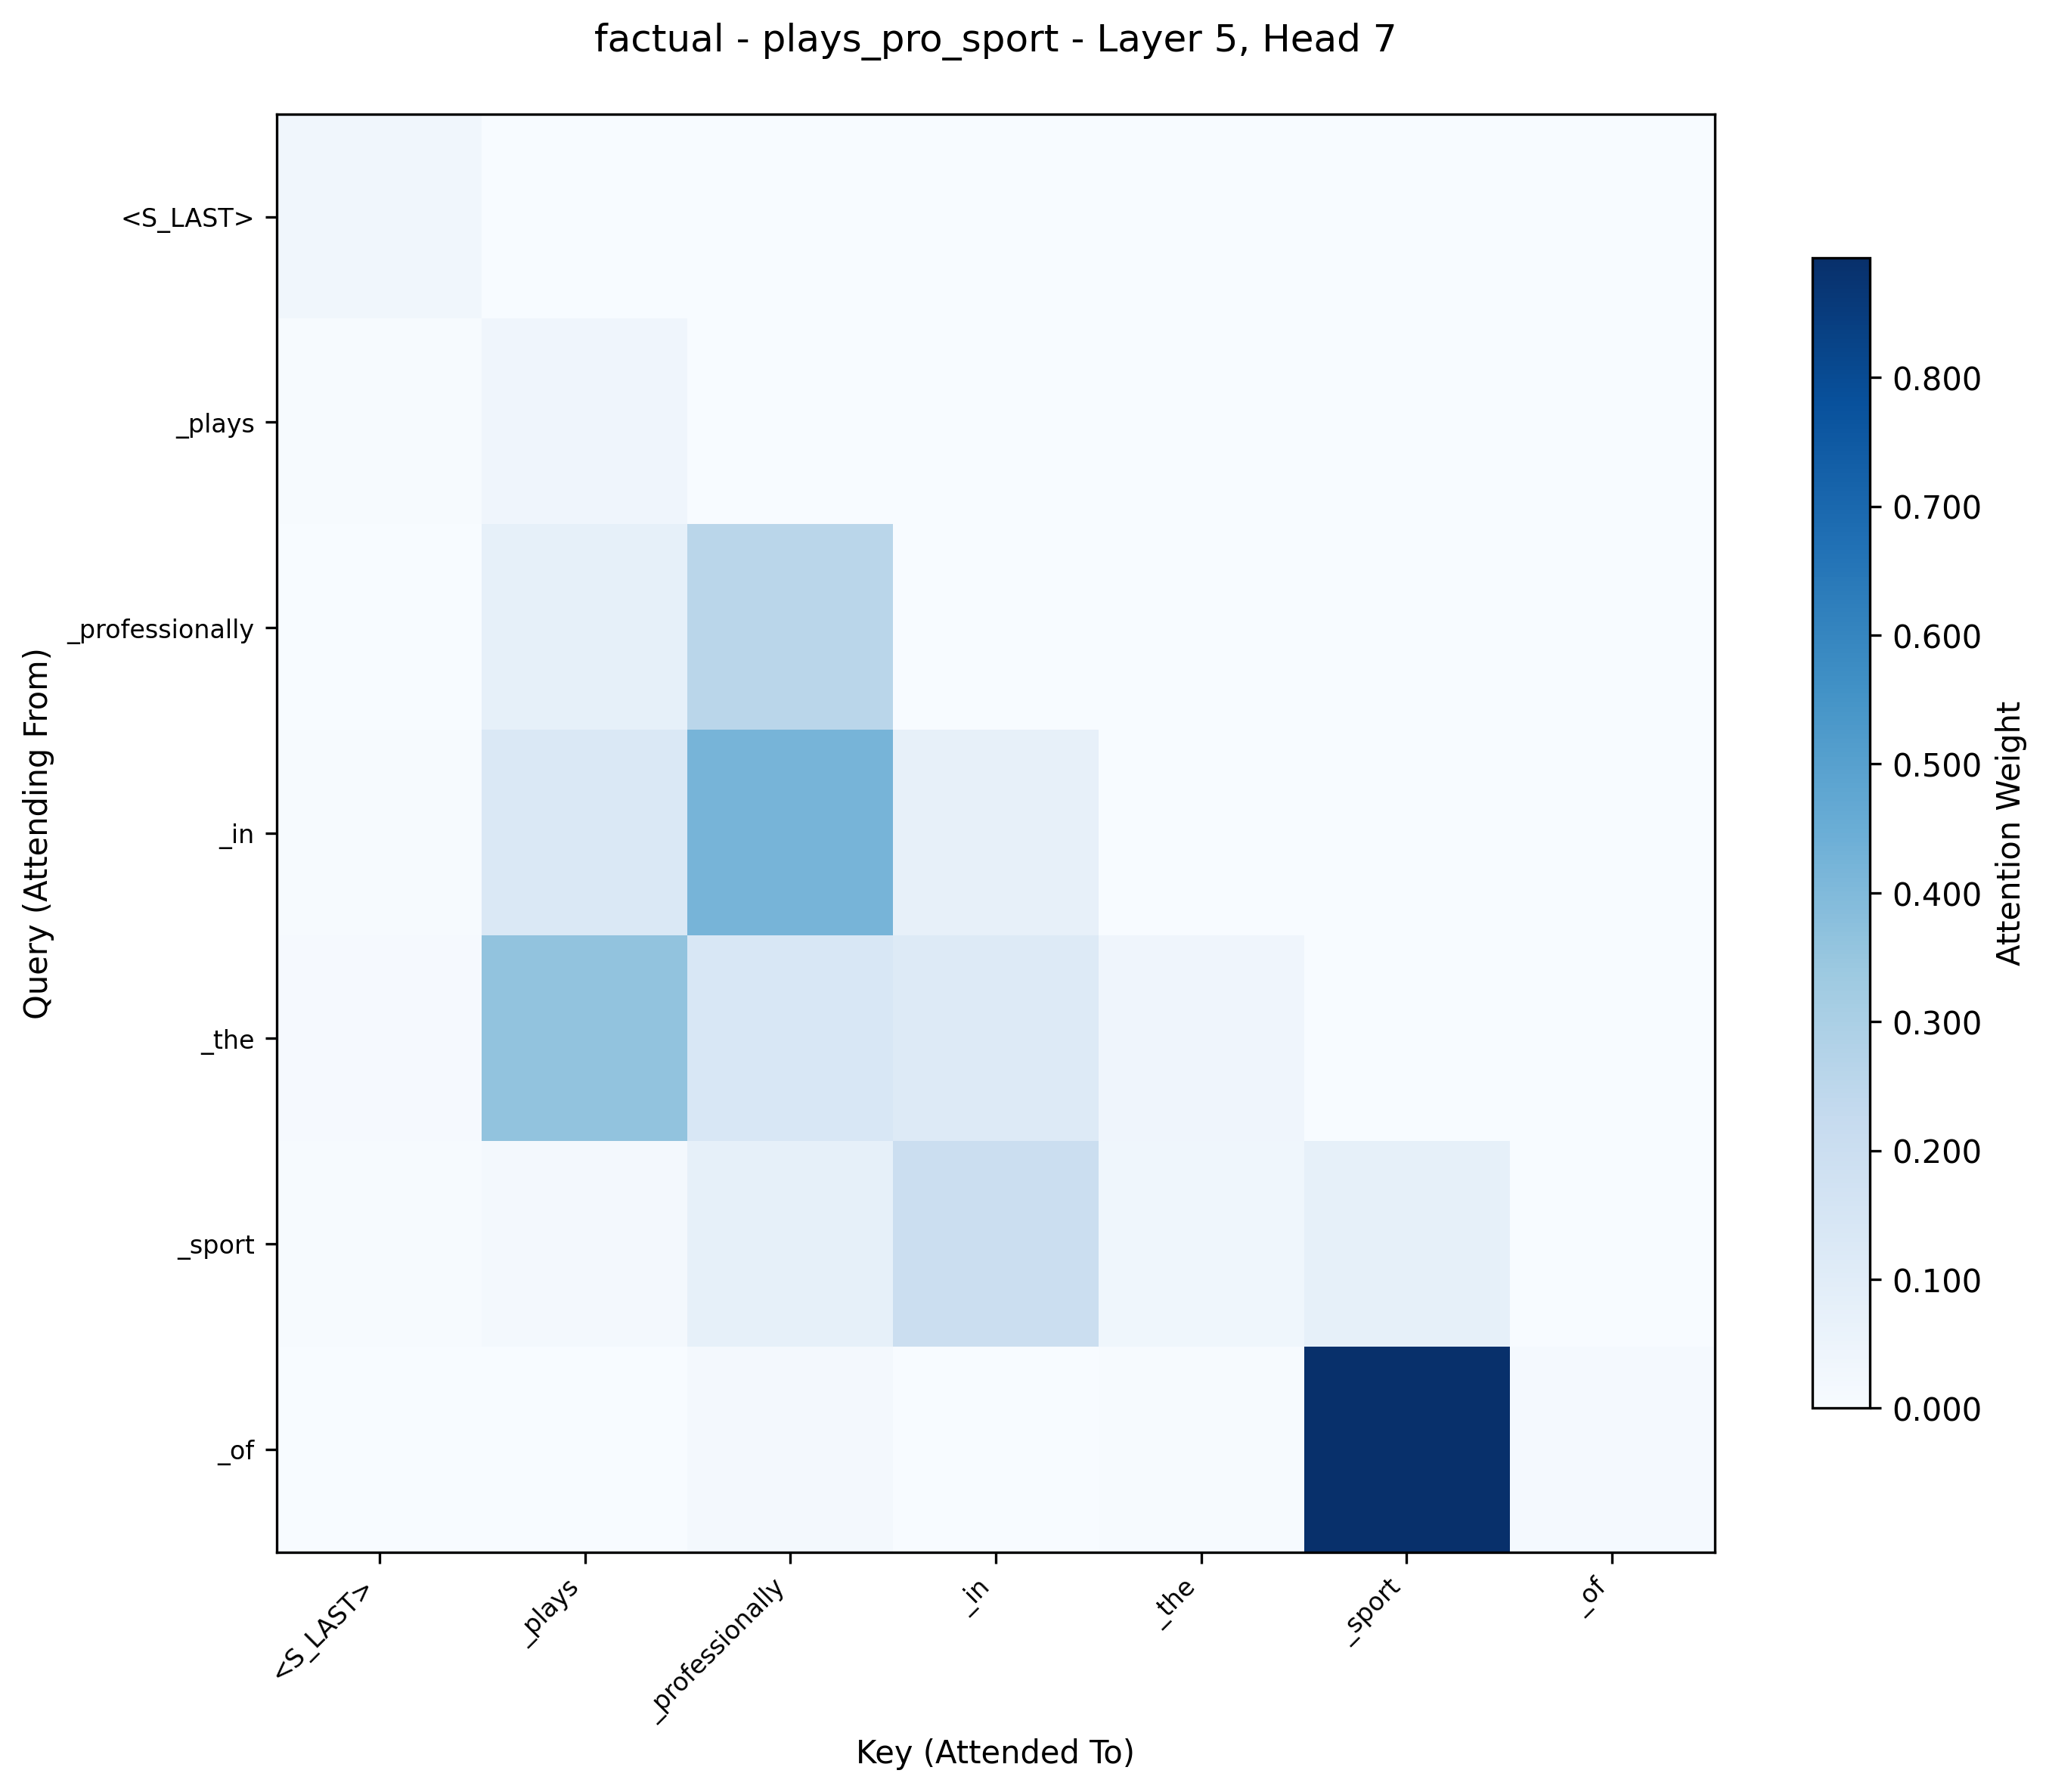 factual - plays_pro_sport - Layer 5, Head 7
Query (Attending From)
<S_LAST>
_plays
_professionally
_in
_the
_sport
_of
<S_LAST>
_plays
_professionally
_in
_the
_sport
_of
Key (Attended To)
0.800
0.700
0.600
0.500
0.400
0.300
0.200
0.100
0.000
Attention Weight